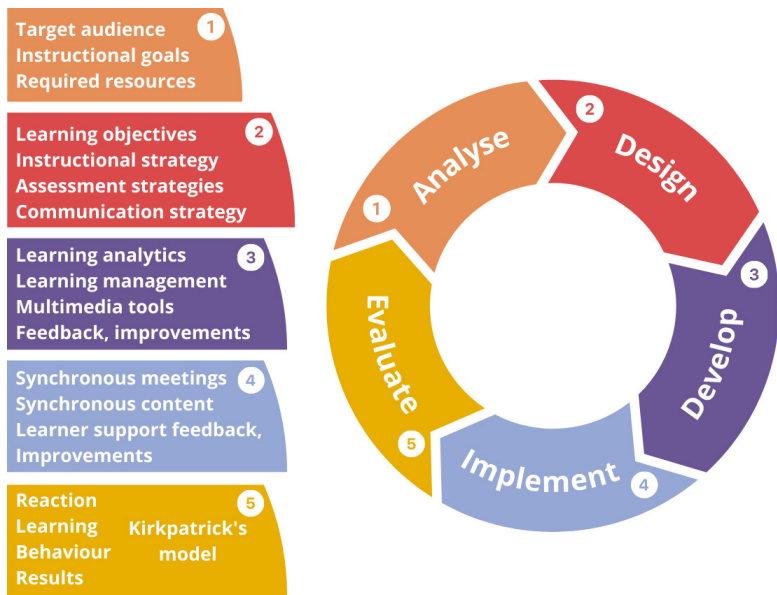 Target audience
1
Instructional goals
Required resources
Learning objectives
2
Instructional strategy
Assessment strategies
Communication strategy
Learning analytics
3
Learning management
Multimedia tools
Feedback, improvements
Synchronous meetings
4
Synchronous content
Learner support feedback,
Improvements
Reaction
5
Learning
Behaviour
Results
Kirkpatrick's
model
1
Analyse
2
Design
3
Develop
4
Implement
5
Evaluate